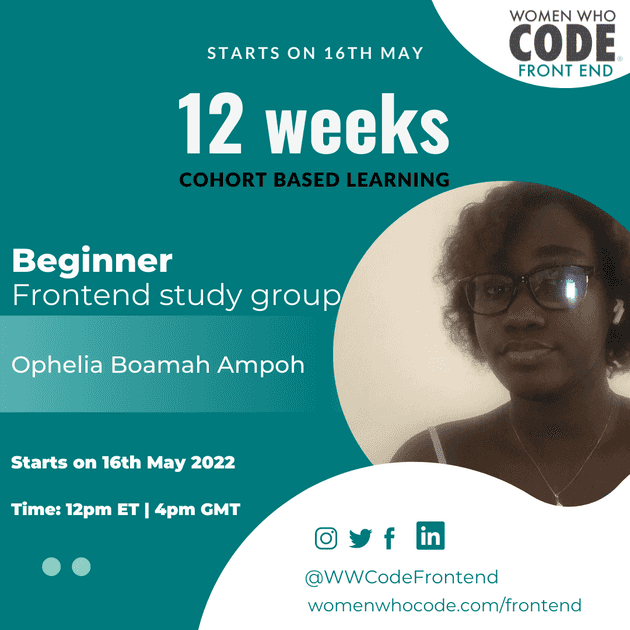 WOMEN WHO
CODE®
FRONT END
STARTS ON 16TH MAY
12 weeks
COHORT BASED LEARNING
Beginner
Frontend study group
Ophelia Boamah Ampoh
Starts on 16th May 2022
Time: 12pm ET | 4pm GMT
in
@WWCodeFrontend
womenwhocode.com/frontend